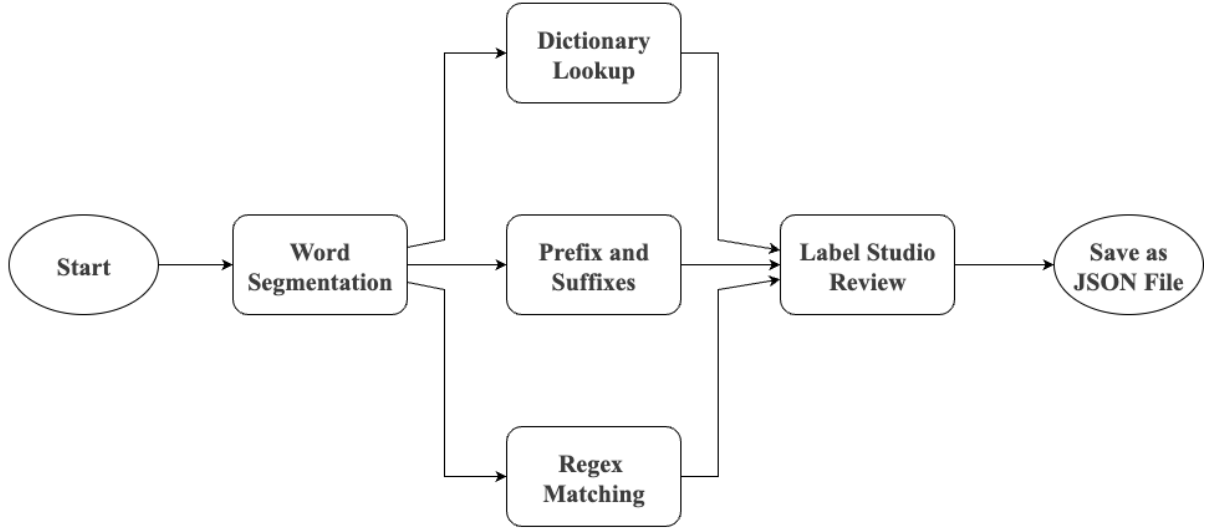 Start
Word
Segmentation
Dictionary
Lookup
Prefix and
Suffixes
Regex
Matching
Label Studio
Review
Save as
JSON File